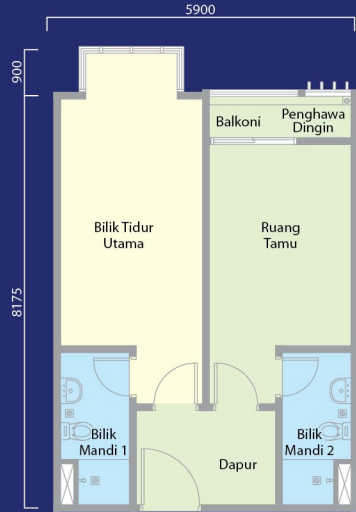 5900
900
Balkoni
Penghawa
Dingin
Bilik Tidur
Utama
Ruang
Tamu
8175
Bilik
Mandi 1
Bilik
Mandi 2
Dapur